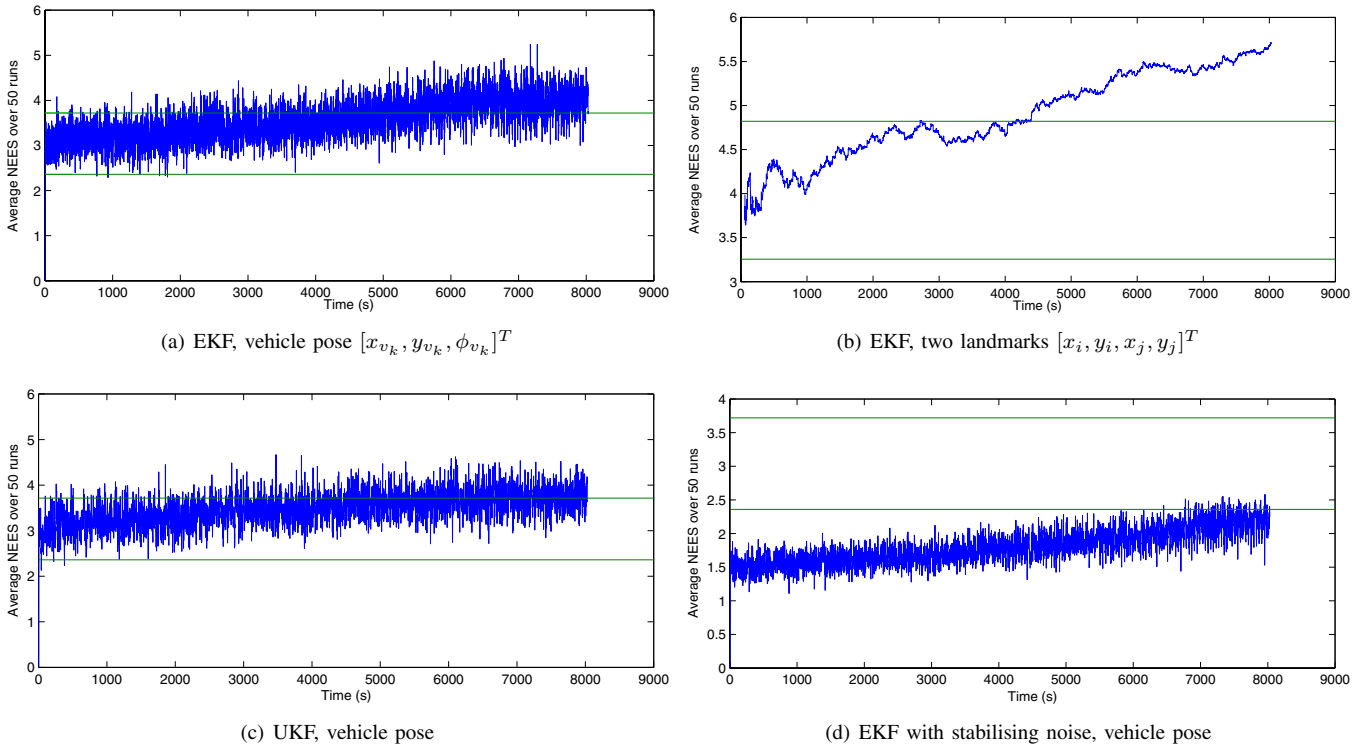 6
5
4
3
2
1
0
Average NEES over 50 runs
0 1000 2000 3000 4000 5000 6000 7000 8000 9000
Time (s)
(a) EKF, vehicle pose [x_{v_k}, y_{v_k}, ϕ_{v_k}]^T
6
5.5
5
4.5
4
3.5
3
Average NEES over 50 runs
0 1000 2000 3000 4000 5000 6000 7000 8000 9000
Time (s)
(b) EKF, two landmarks [x_i, y_i, x_j, y_j]^T
6
5
4
3
2
1
0
Average NEES over 50 runs
0 1000 2000 3000 4000 5000 6000 7000 8000 9000
Time (s)
(c) UKF, vehicle pose
4
3.5
3
2.5
2
1.5
1
0.5
0
Average NEES over 50 runs
0 1000 2000 3000 4000 5000 6000 7000 8000 9000
Time (s)
(d) EKF with stabilising noise, vehicle pose